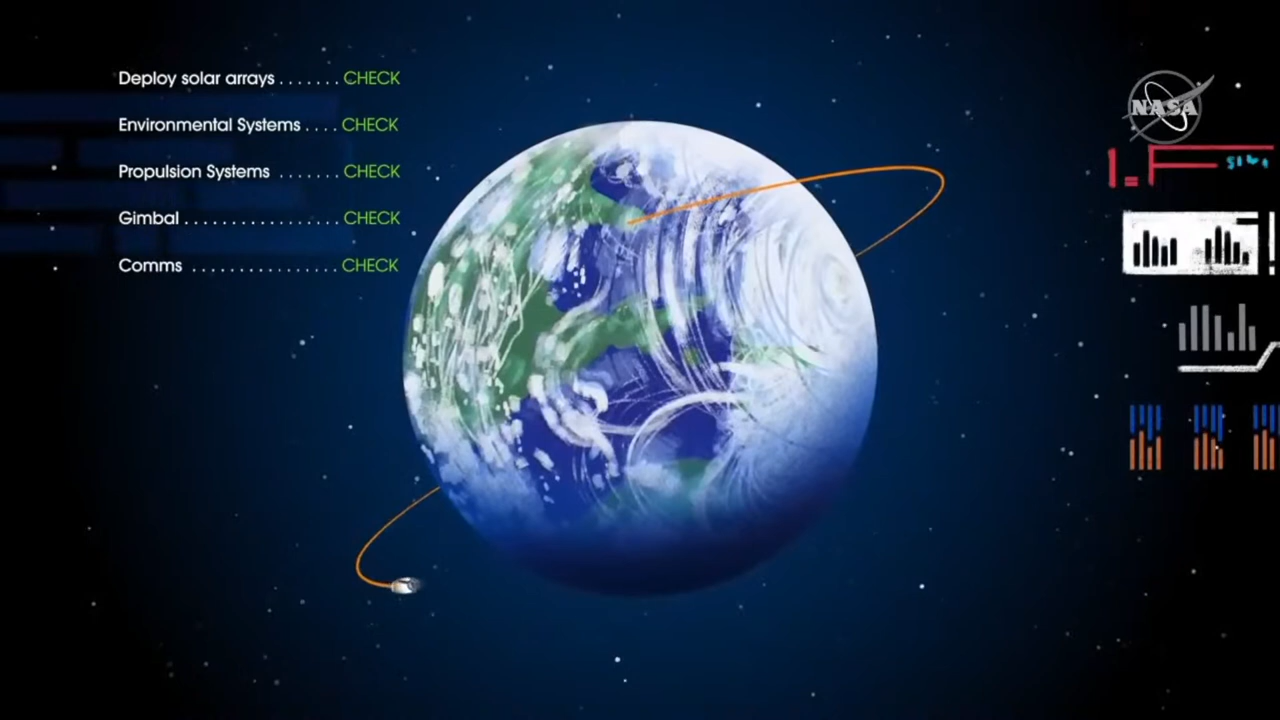 Deploy solar arrays ....... CHECK
Environmental Systems .... CHECK
Propulsion Systems ....... CHECK
Gimbal .................. CHECK
Comms ................ CHECK
NASA